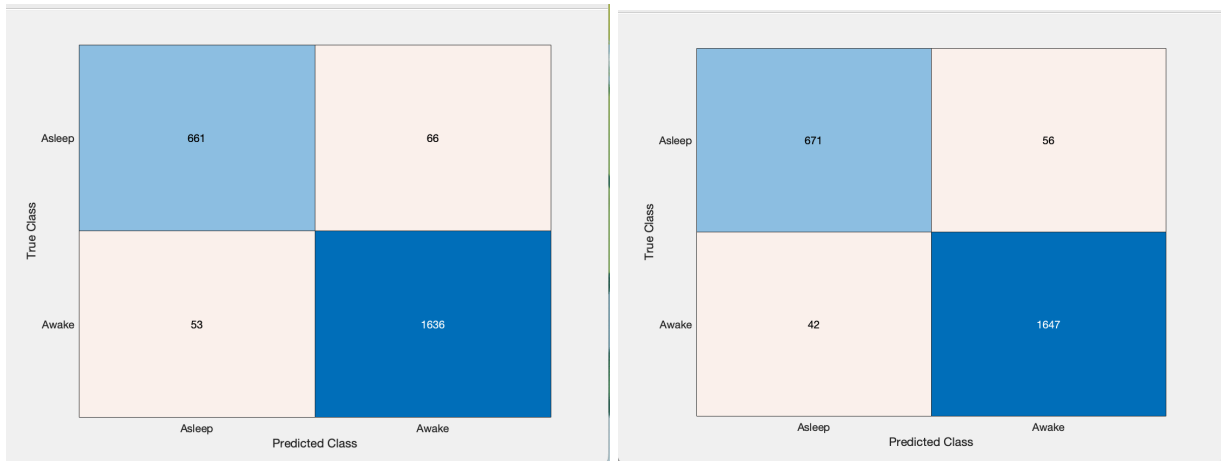 Asleep 661 66
True Class
Awake 53 1636
Asleep Awake
Predicted Class
Asleep 671 56
True Class
Awake 42 1647
Asleep Awake
Predicted Class